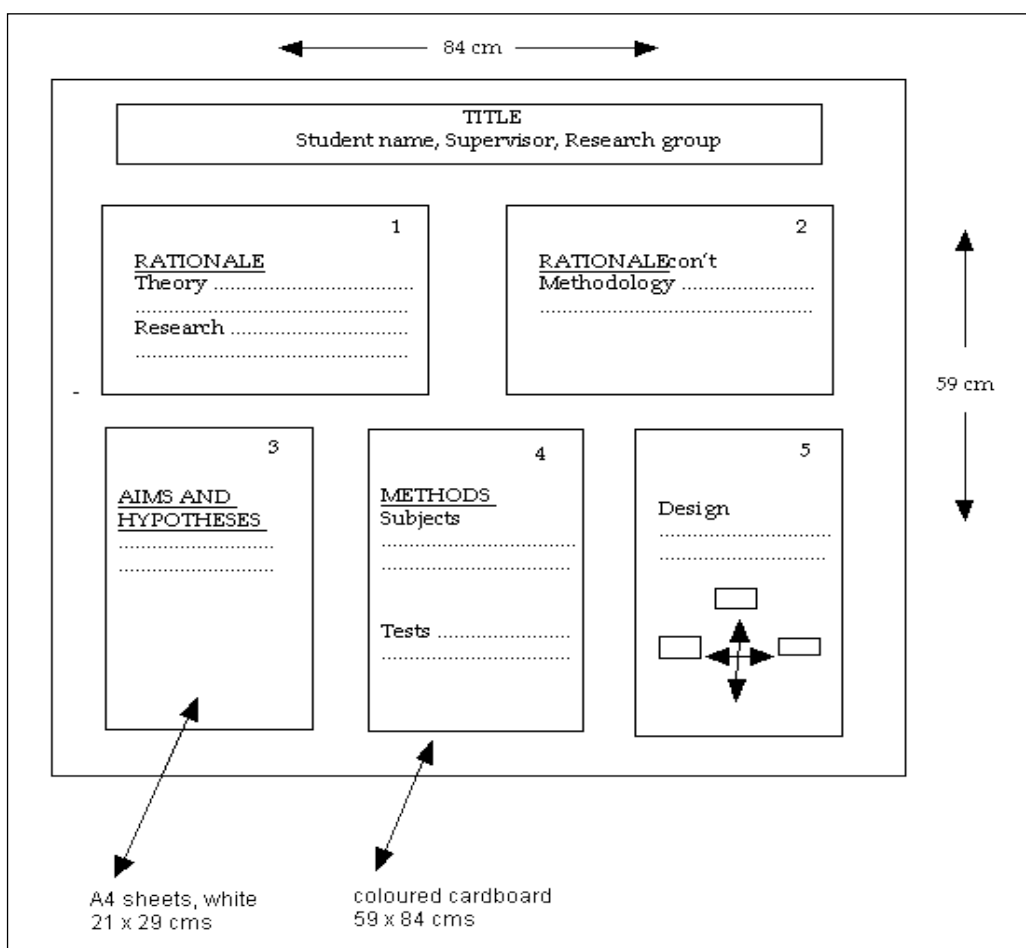 84 cm
TITLE
Student name, Supervisor, Research group
1
RATIONALE
Theory ..........................................
..........................................................
Research .....................................
..........................................................
2
RATIONALEcon't
Methodology ............................
..........................................................
59 cm
3
AIMS AND
HYPOTHESES
.................................
.................................
4
METHODS
Subjects
.........................................
........................................
Tests ............................
........................................
5
Design
....................................
....................................
A4 sheets, white
21 x 29 cms
coloured cardboard
59 x 84 cms